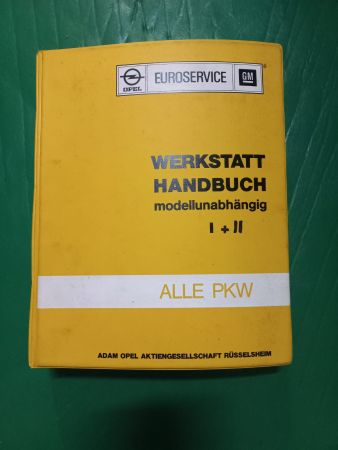 OPEL
EUROSERVICE
GM
WERKSTATT
HANDBUCH
modellunabhängig
I + II
ALLE PKW
ADAM OPEL AKTIENGESELLSCHAFT RÜSSELSHEIM